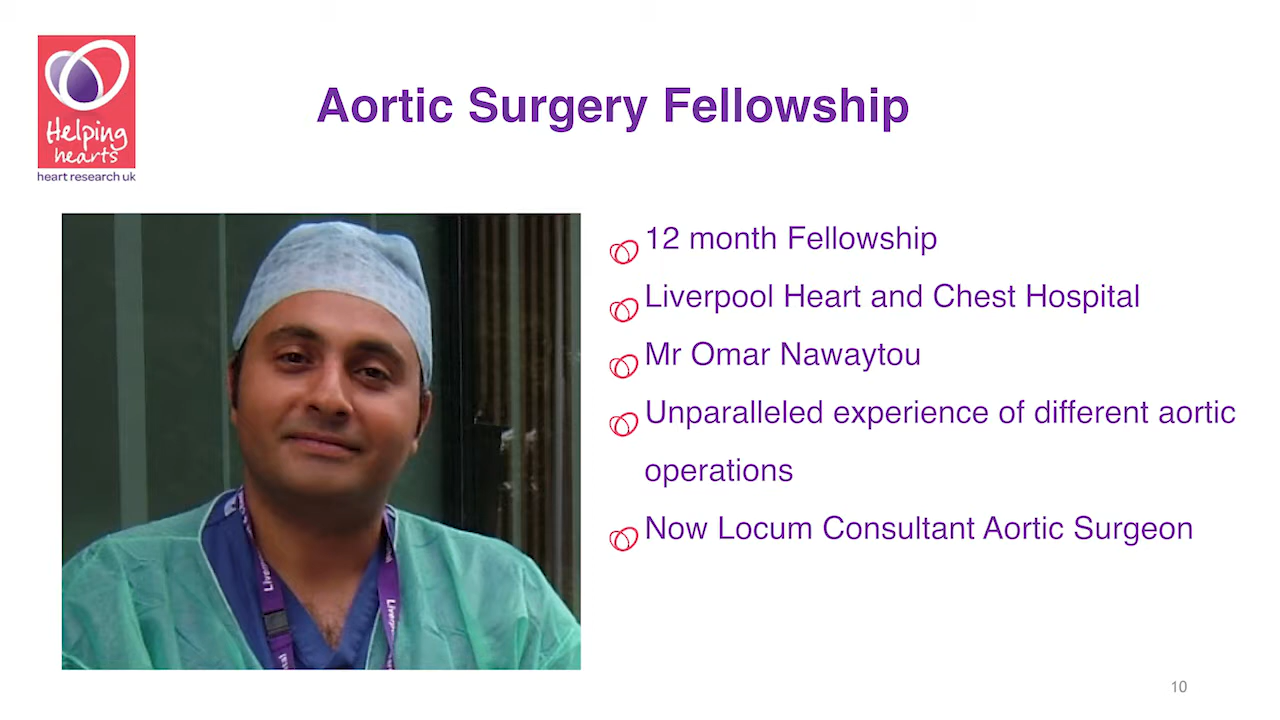 Helping
hearts
heart research uk
Aortic Surgery Fellowship
12 month Fellowship
Liverpool Heart and Chest Hospital
Mr Omar Nawaytou
Unparalleled experience of different aortic
operations
Now Locum Consultant Aortic Surgeon
10